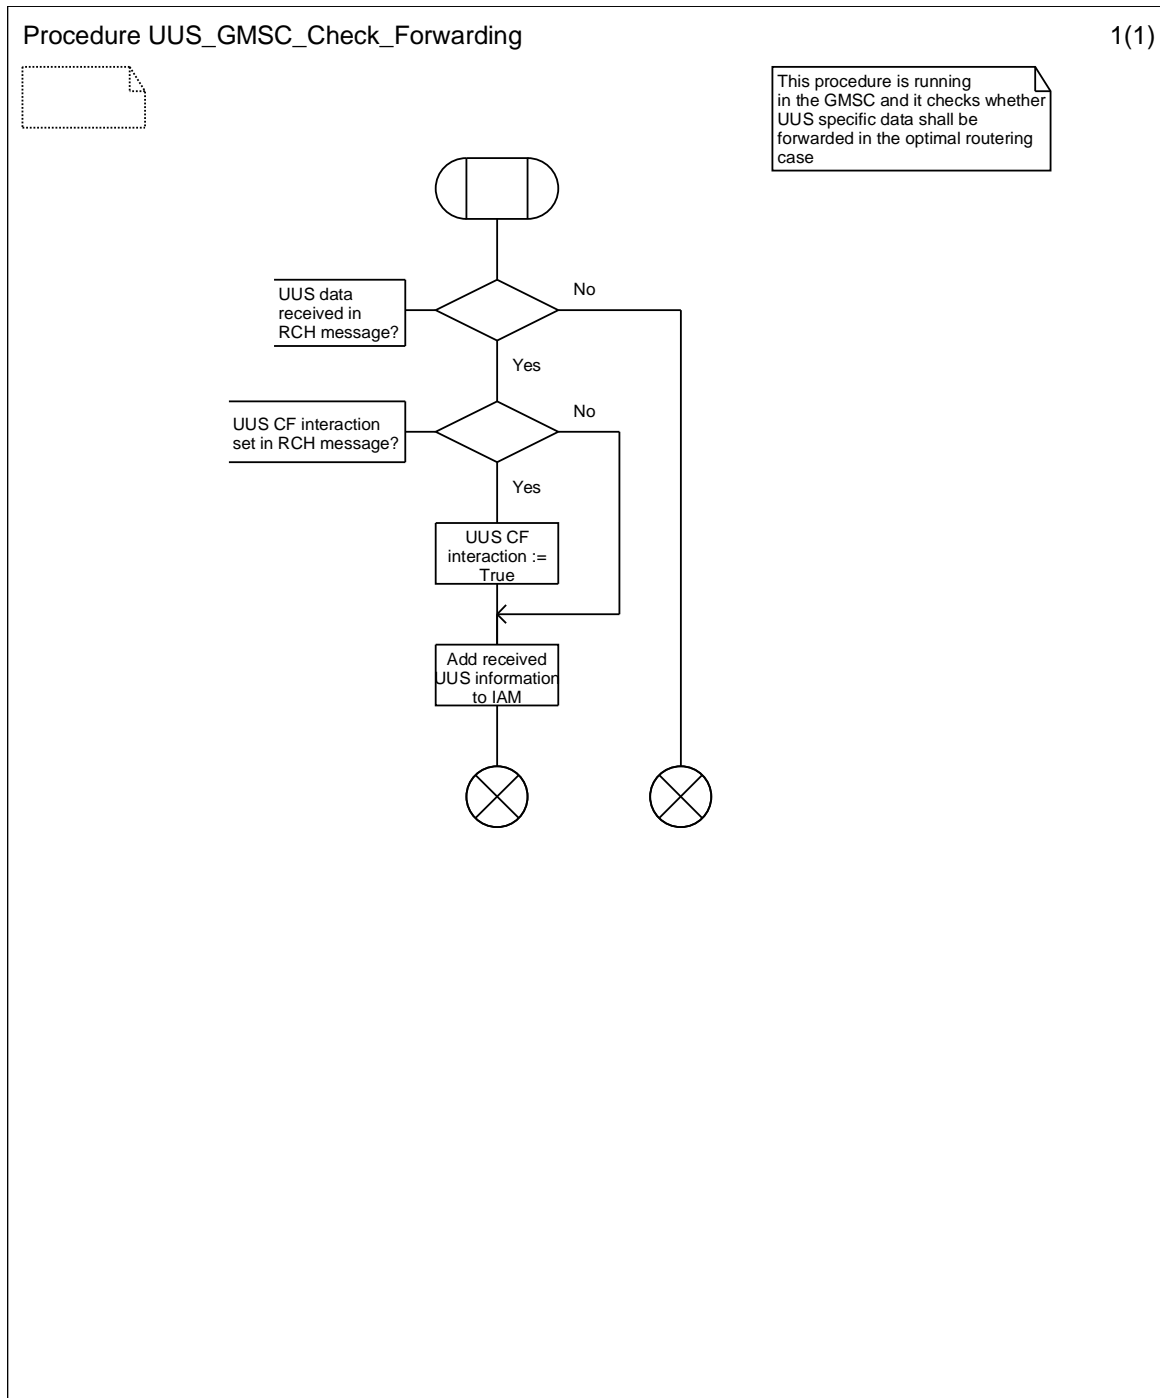 Procedure UUS_GMSC_Check_Forwarding
1(1)
This procedure is running
in the GMSC and it checks whether
UUS specific data shall be
forwarded in the optimal routering
case
UUS data
received in
RCH message?
No
Yes
UUS CF interaction
set in RCH message?
No
Yes
UUS CF
interaction :=
True
Add received
UUS information
to IAM